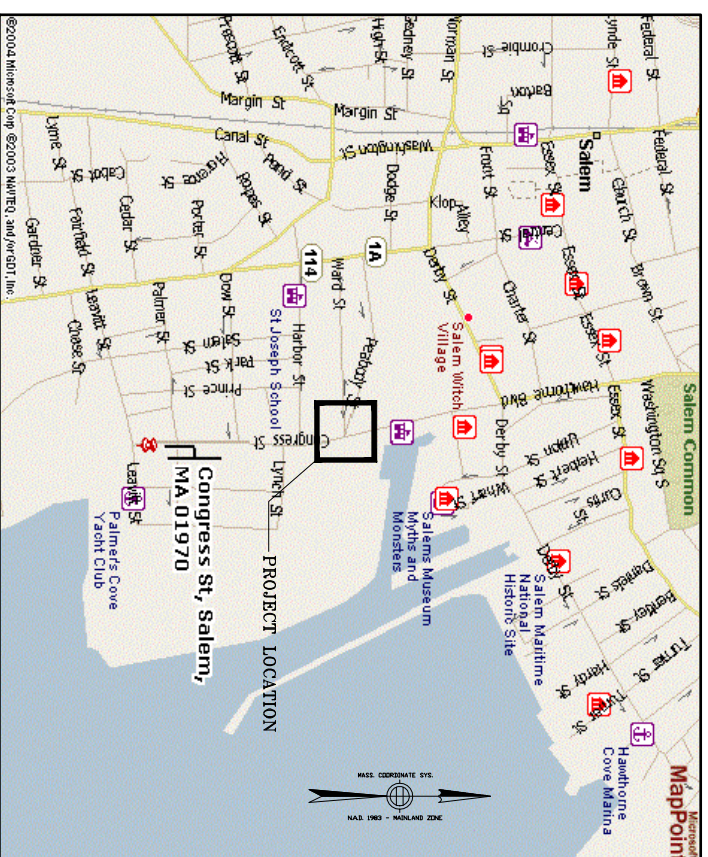 Federal St
Lynde St
Crombie St
Norman St
Gedney St
High St
Endicott St
Prescott St
Barton Sq
Margin St
Margin St
Canal St
Washington St
Front St
Essex St
Salem
Federal St
Church St
Lyme St
Cabot St
Florence St
Pond St
Ropes St
Dodge St
Klop Alley
Central St
Gardner St
Fairfield St
Cedar St
Porter St
114
1A
Ward St
Derby St
Charter St
Essex St
Brown St
Leavitt St
Chase St
Palmer St
Dow St
Salem St
Park St
Prince St
Harbor St
St Joseph School
Peabody St
Salem Witch
Village
Essex St
Hawthorne Blvd
Essex St
Washington Sq S
Salem Common
Congress St
Lynch St
Derby St
Union St
Herbert St
Curtis St
Wharf St
Leavitt St
Palmers Cove
Yacht Club
Congress St, Salem,
MA 01970
PROJECT LOCATION
Salems Museum
Myths and
Monsters
Derby St
Salem Maritime
National
Historic Site
Daniels St
Bentley St
Turner St
Hardy St
Turner St
Hawthorne
Cove Marina
Microsoft
MapPoint
MASS. COORDINATE SYS.
N.A.D. 1983 - MAINLAND ZONE
©2004 Microsoft Corp ©2003 NAVTEQ, and/or GDT, Inc.